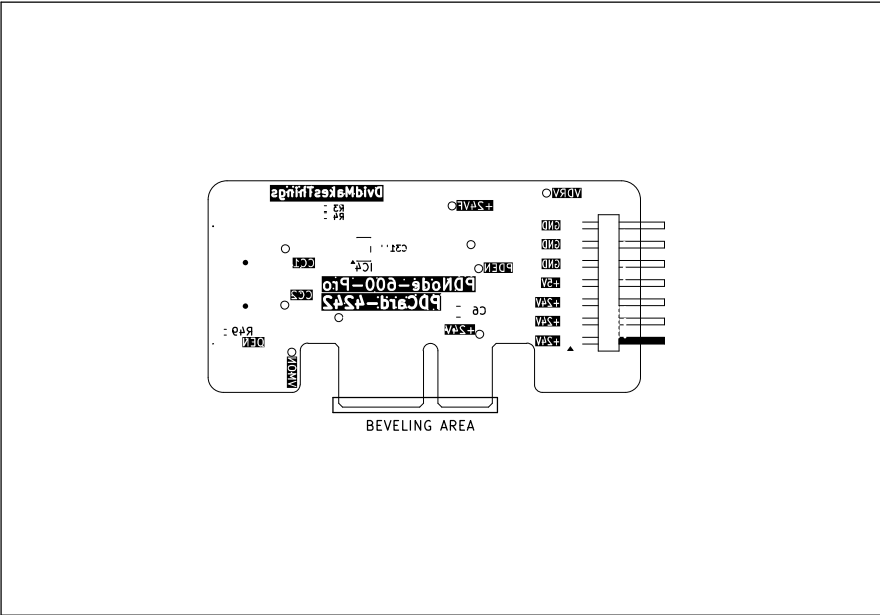 DvidMakesThings
VDRV
+24VF
R3
R4
GND
GND
C31
CC1
IC4
PDEN
GND
PDNode-600-Pro
+5V
CC2
PDCard-4242
+24V
C6
+24V
R49
+24V
OEN
+24V
VMON
BEVELING AREA